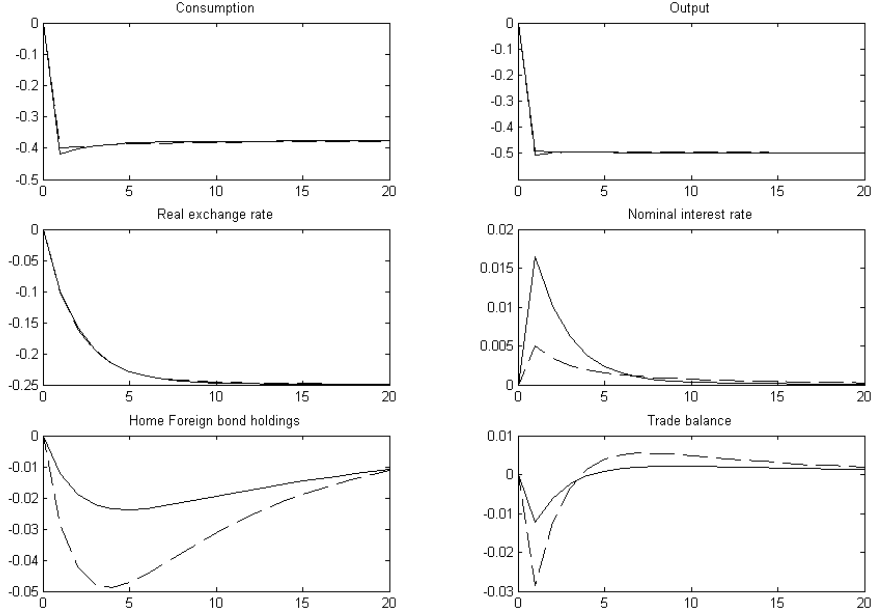 Consumption
0
-0.1
-0.2
-0.3
-0.4
-0.5
0 5 10 15 20
Output
0
-0.1
-0.2
-0.3
-0.4
-0.5
0 5 10 15 20
Real exchange rate
0
-0.05
-0.1
-0.15
-0.2
-0.25
0 5 10 15 20
Nominal interest rate
0.02
0.015
0.01
0.005
0
0 5 10 15 20
Home Foreign bond holdings
0
-0.01
-0.02
-0.03
-0.04
-0.05
0 5 10 15 20
Trade balance
0.01
0
-0.01
-0.02
-0.03
0 5 10 15 20